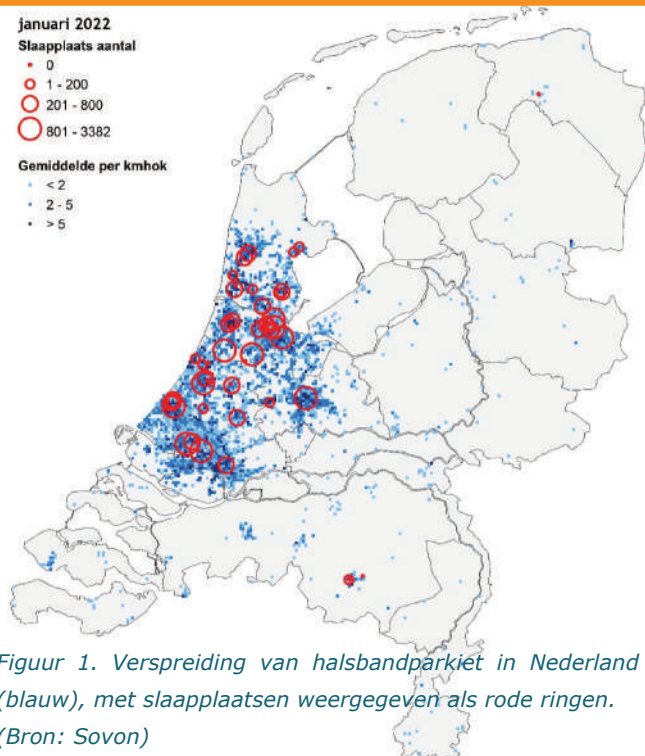 januari 2022
Slaapplaats aantal
0
1 - 200
201 - 800
801 - 3382
Gemiddelde per kmhok
< 2
2 - 5
> 5
Figuur 1. Verspreiding van halsbandparkiet in Nederland
(blauw), met slaapplaatsen weergegeven als rode ringen.
(Bron: Sovon)